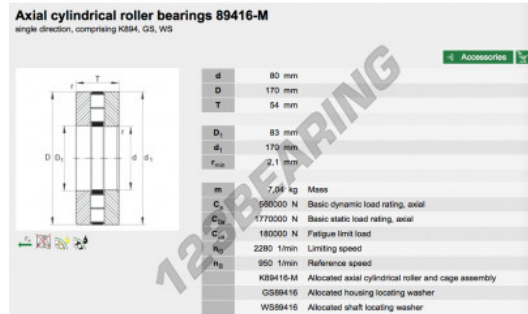 Axial cylindrical roller bearings 89416-M
single direction, comprising K894, GS, WS
Accessories
T
r
r
D D₁ d d₁
d 80 mm
D 170 mm
T 54 mm
D₁ 83 mm
d₁ 170 mm
rmin 2,1 mm
m 7,04 kg Mass
Ca 560000 N Basic dynamic load rating, axial
C0a 1770000 N Basic static load rating, axial
Cua 180000 N Fatigue limit load
nG 2280 1/min Limiting speed
nB 950 1/min Reference speed
K89416-M Allocated axial cylindrical roller and cage assembly
GS89416 Allocated housing locating washer
WS89416 Allocated shaft locating washer
123BEARING